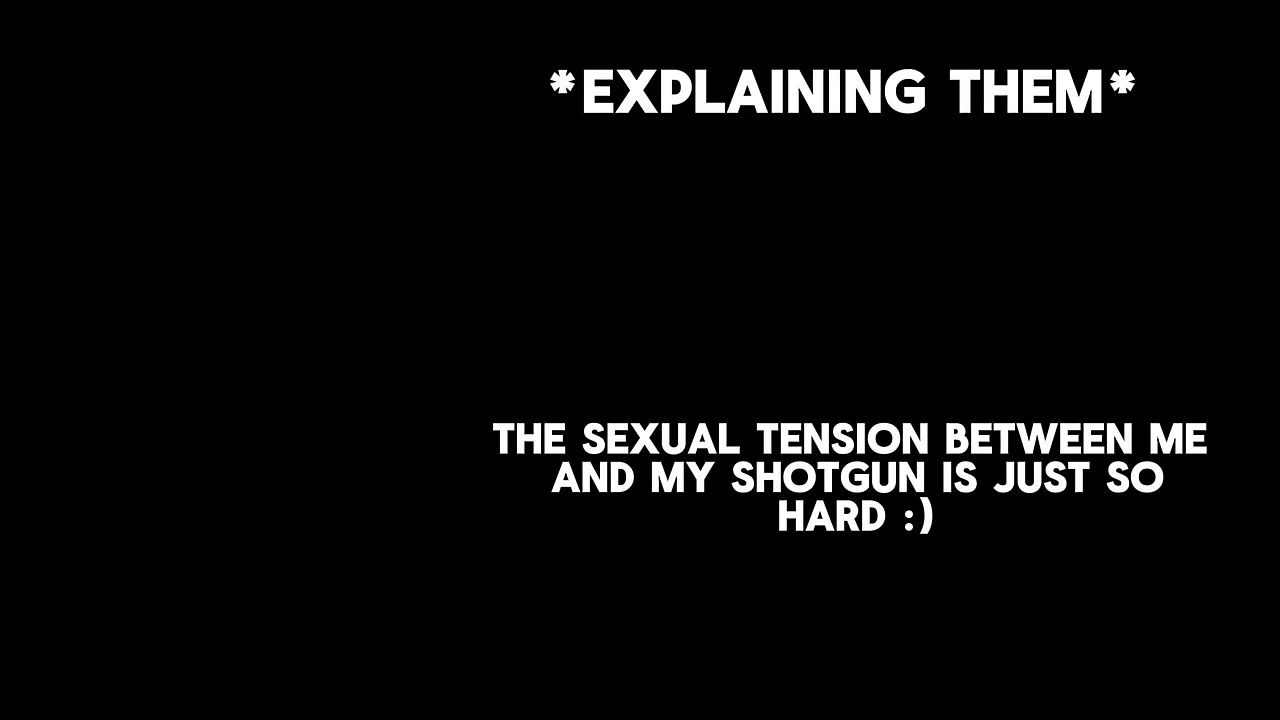 *EXPLAINING THEM*
THE SEXUAL TENSION BETWEEN ME
AND MY SHOTGUN IS JUST SO
HARD :)